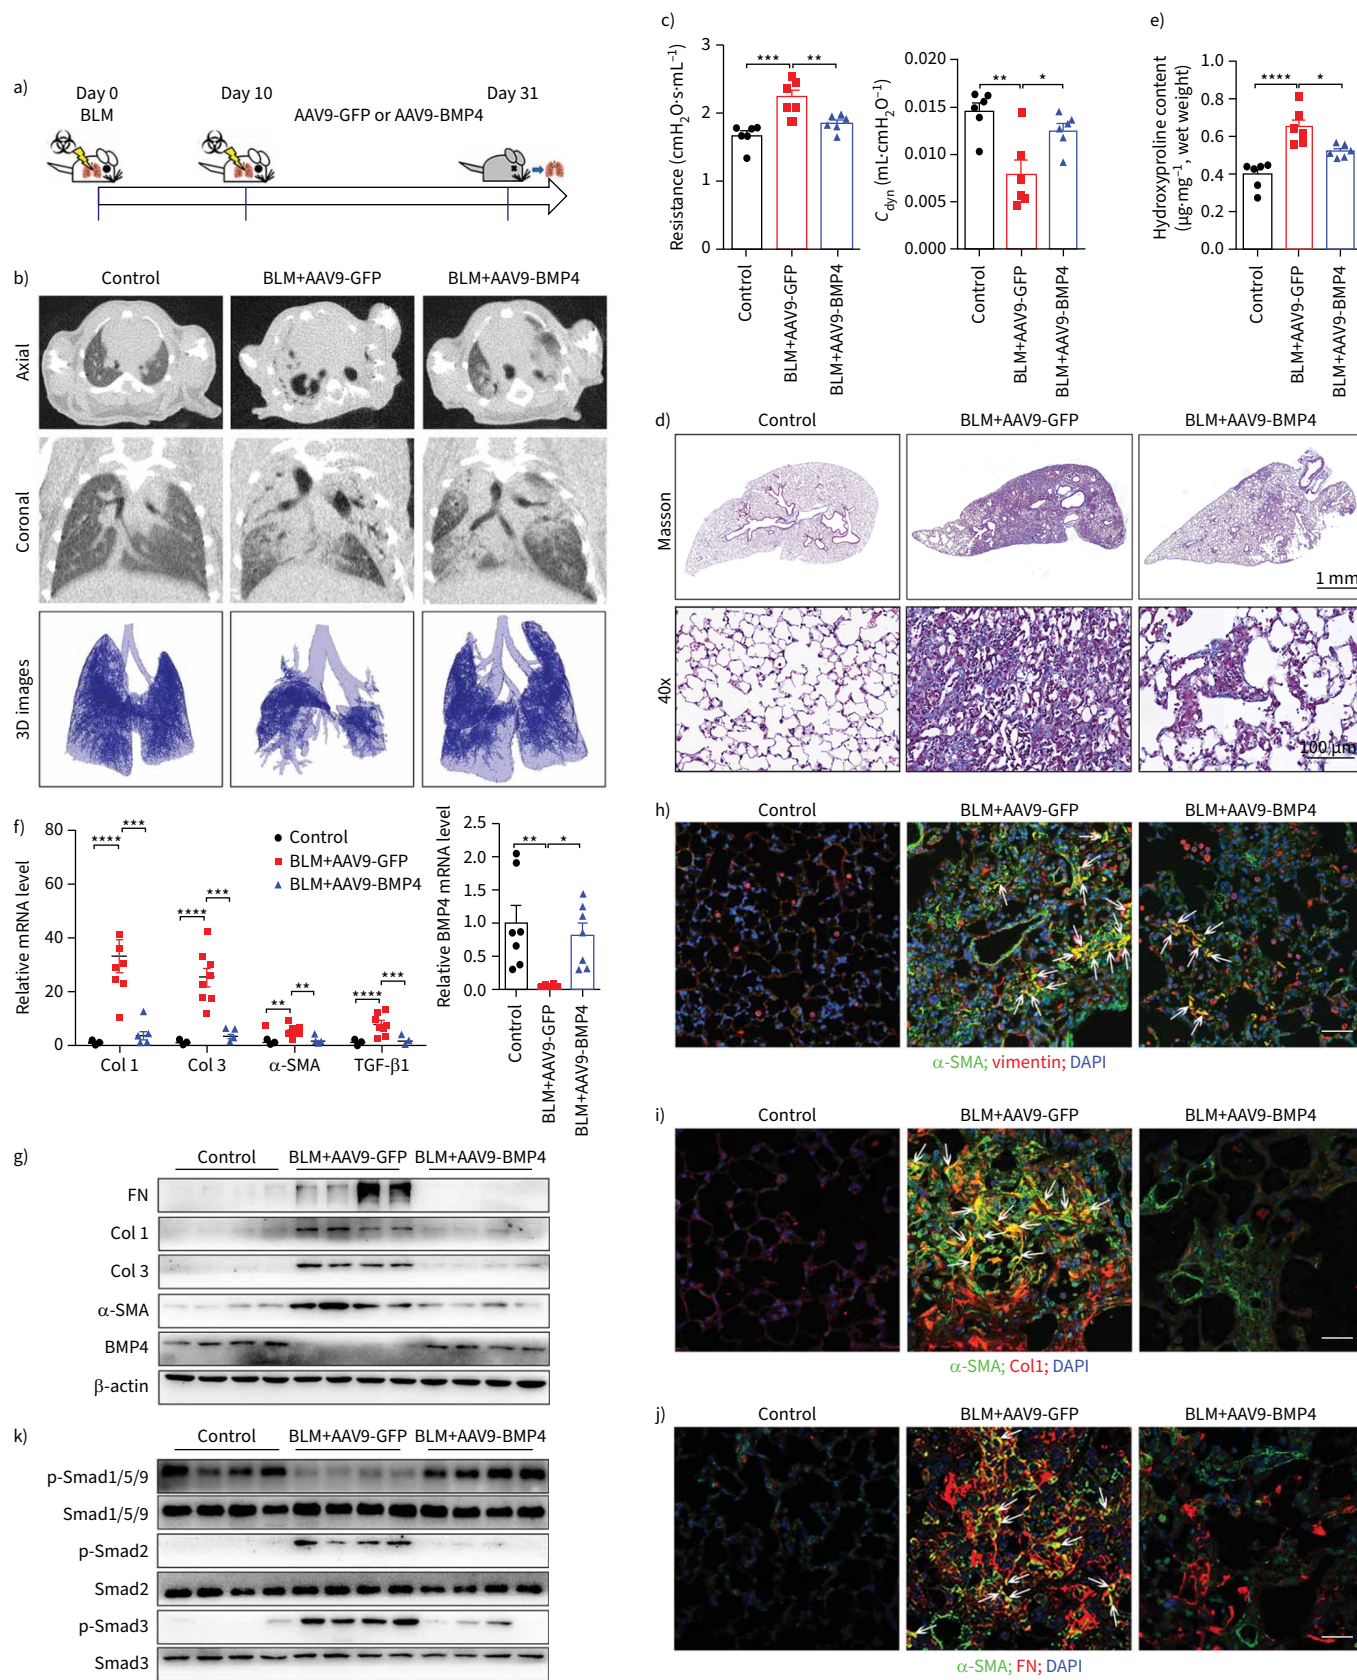 a)
Day 0
BLM
Day 10
AAV9-GFP or AAV9-BMP4
Day 31
b)
Control
BLM+AAV9-GFP
BLM+AAV9-BMP4
Axial
Coronal
3D images
c)
Resistance (cmH₂O·s·mL⁻¹)
3
2
1
0
***
**
Control
BLM+AAV9-GFP
BLM+AAV9-BMP4
C_dyn (mL·cmH₂O⁻¹)
0.020
0.015
0.010
0.005
0.000
**
*
Control
BLM+AAV9-GFP
BLM+AAV9-BMP4
e)
Hydroxyproline content
(μg·mg⁻¹, wet weight)
1.0
0.8
0.6
0.4
0.2
0.0
****
*
Control
BLM+AAV9-GFP
BLM+AAV9-BMP4
d)
Control
BLM+AAV9-GFP
BLM+AAV9-BMP4
Masson
1 mm
40x
100 μm
f)
Relative mRNA level
80
60
40
20
0
****
***
****
***
**
**
****
***
Control
BLM+AAV9-GFP
BLM+AAV9-BMP4
Col 1
Col 3
α-SMA
TGF-β1
Relative BMP4 mRNA level
2.5
2.0
1.5
1.0
0.5
0.0
**
*
Control
BLM+AAV9-GFP
BLM+AAV9-BMP4
g)
Control
BLM+AAV9-GFP
BLM+AAV9-BMP4
FN
Col 1
Col 3
α-SMA
BMP4
β-actin
k)
Control
BLM+AAV9-GFP
BLM+AAV9-BMP4
p-Smad1/5/9
Smad1/5/9
p-Smad2
Smad2
p-Smad3
Smad3
h)
Control
BLM+AAV9-GFP
BLM+AAV9-BMP4
α-SMA; vimentin; DAPI
i)
Control
BLM+AAV9-GFP
BLM+AAV9-BMP4
α-SMA; Col1; DAPI
j)
Control
BLM+AAV9-GFP
BLM+AAV9-BMP4
α-SMA; FN; DAPI